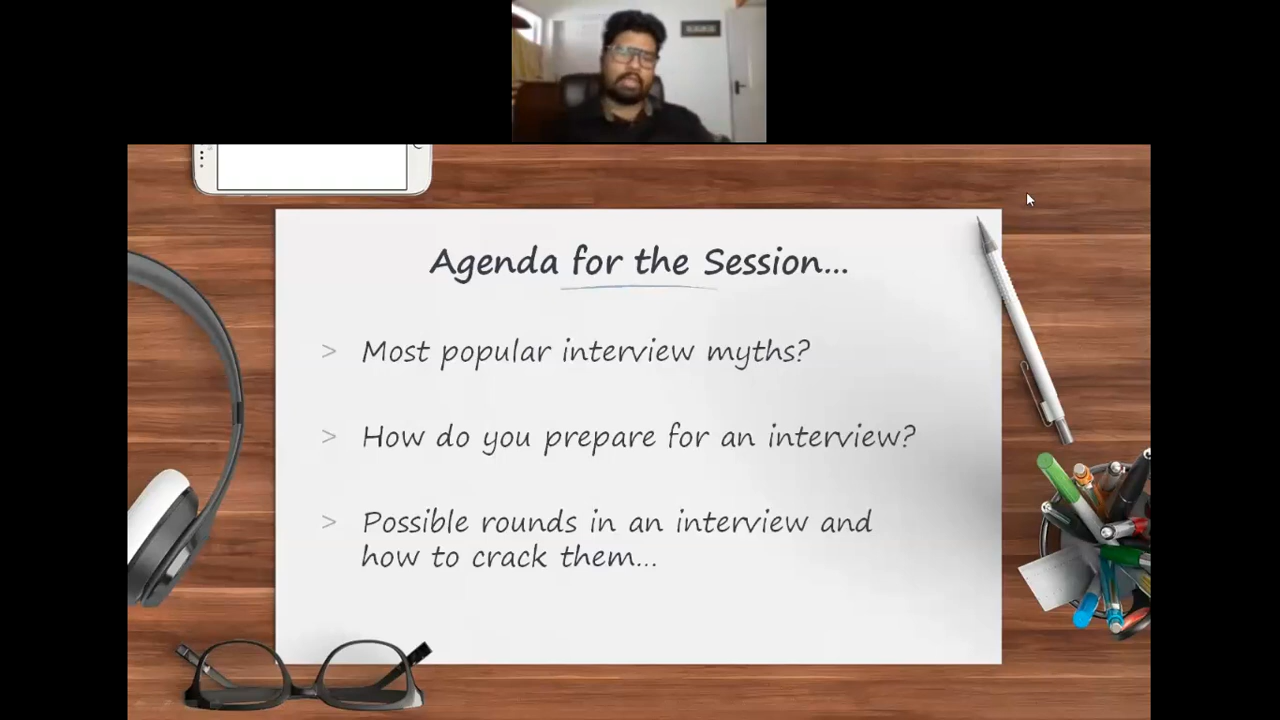 Agenda for the Session...
> Most popular interview myths?
> How do you prepare for an interview?
> Possible rounds in an interview and
how to crack them...